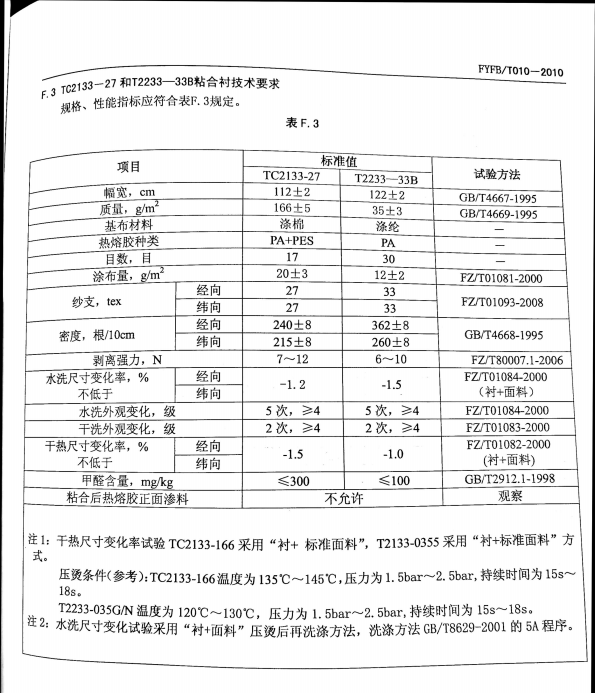 FYFB/T010—2010
F.3 TC2133—27 和T2233—33B粘合衬技术要求
规格、性能指标应符合表F.3规定。
表 F.3
项目 标准值 试验方法
TC2133-27 T2233—33B
幅宽，cm 112±2 122±2 GB/T4667-1995
质量，g/m² 166±5 35±3 GB/T4669-1995
基布材料 涤棉 涤纶 —
热熔胶种类 PA+PES PA —
目数，目 17 30 —
涂布量，g/m² 20±3 12±2 FZ/T01081-2000
纱支，tex 经向 27 33 FZ/T01093-2008
纬向 27 33
密度，根/10cm 经向 240±8 362±8 GB/T4668-1995
纬向 215±8 260±8
剥离强力，N 7～12 6～10 FZ/T80007.1-2006
水洗尺寸变化率，% 经向 -1.2 -1.5 FZ/T01084-2000
不低于 纬向 （衬+面料）
水洗外观变化，级 5 次，≥4 5 次，≥4 FZ/T01084-2000
干洗外观变化，级 2 次，≥4 2 次，≥4 FZ/T01083-2000
干热尺寸变化率，% 经向 -1.5 -1.0 FZ/T01082-2000
不低于 纬向 (衬+面料)
甲醛含量，mg/kg ≤300 ≤100 GB/T2912.1-1998
粘合后热熔胶正面渗料 不允许 观察
注1：干热尺寸变化率试验 TC2133-166 采用“衬+ 标准面料”，T2133-0355 采用“衬+标准面料”方
式。
压烫条件(参考)：TC2133-166 温度为 135℃～145℃，压力为 1.5bar～2.5bar, 持续时间为 15s～
18s。
T2233-035G/N 温度为 120℃～130℃，压力为 1.5bar～2.5bar, 持续时间为 15s～18s。
注2：水洗尺寸变化试验采用“衬+面料”压烫后再洗涤方法，洗涤方法 GB/T8629-2001 的 5A 程序。